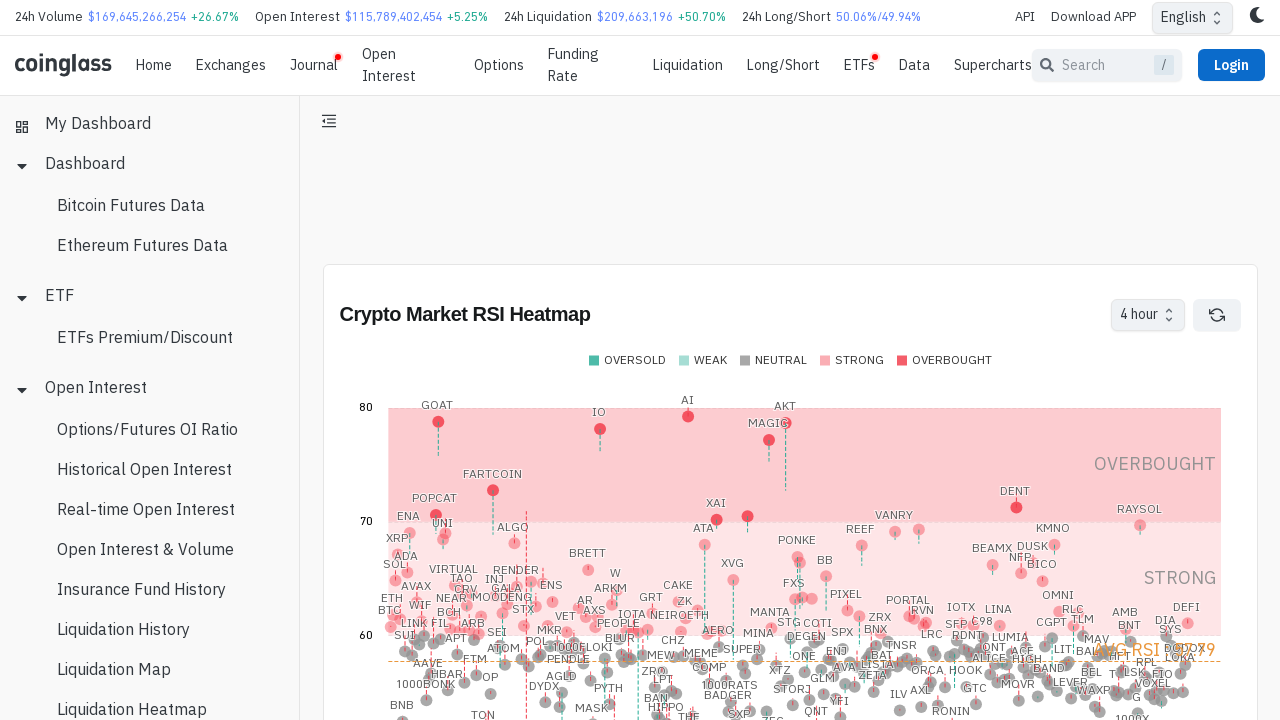 24h Volume $169,645,266,254 +26.67% Open Interest $115,789,402,454 +5.25% 24h Liquidation $209,663,196 +50.70% 24h Long/Short 50.06%/49.94% API Download APP English
coinglass Home Exchanges Journal Open Interest Options Funding Rate Liquidation Long/Short ETFs Data Supercharts Search / Login
My Dashboard
Dashboard
Bitcoin Futures Data
Ethereum Futures Data
ETF
ETFs Premium/Discount
Open Interest
Options/Futures OI Ratio
Historical Open Interest
Real-time Open Interest
Open Interest & Volume
Insurance Fund History
Liquidation History
Liquidation Map
Liquidation Heatmap
Crypto Market RSI Heatmap 4 hour
OVERSOLD WEAK NEUTRAL STRONG OVERBOUGHT
80
GOAT IO AI AKT
MAGIC
OVERBOUGHT
FARTCOIN
POPCAT XAI DENT
RAYSOL
70
ENA UNI ALGO ATA REEF VANRY KMNO
XRP PONKE BEAMX DUSK
ADA BRETT NFP
SOL XVG BB BICO
STRONG
VIRTUAL RENDER W
TAO INJ
AVAX CRV GALA ENS ARKM CAKE FXS
ETH WIF NEAR MOODENG AR GRT ZK PIXEL PORTAL OMNI
BTC BCH STX AXS IOTA NEIROETH MANTA RVN IOTX LINA RLC AMB DEFI
LINK FIL ARB VET PEOPLE STG COTI ZRX SFP C98 CGPT TLM BNT DIA
60
SUI APT SEI MKR BLUR CHZ AERO MINA DEGEN SPX BNX LRC RDNT LUMIA MAV SYS
ATOM POL 1000FLOKI MEW MEME SUPER ONE ENJ BAT TNSR ONT ACE LIT
AVG RSI
AAVE FTM PENDLE COMP XTZ AVA LISTA ALICE HIGH RPL LOKA
HBAR OP AGLD ZRO LPT GLM ZETA ORCA HOOK BAND BEL LSK FIO
1000BONK DYDX PYTH 1000RATS STORJ ILV AXL GTC MOVR LEVER WAXP VOXEL
BNB MASK BAN BADGER YFI G
TON HIPPO THE SXP ZEC QNT RONIN 1000X